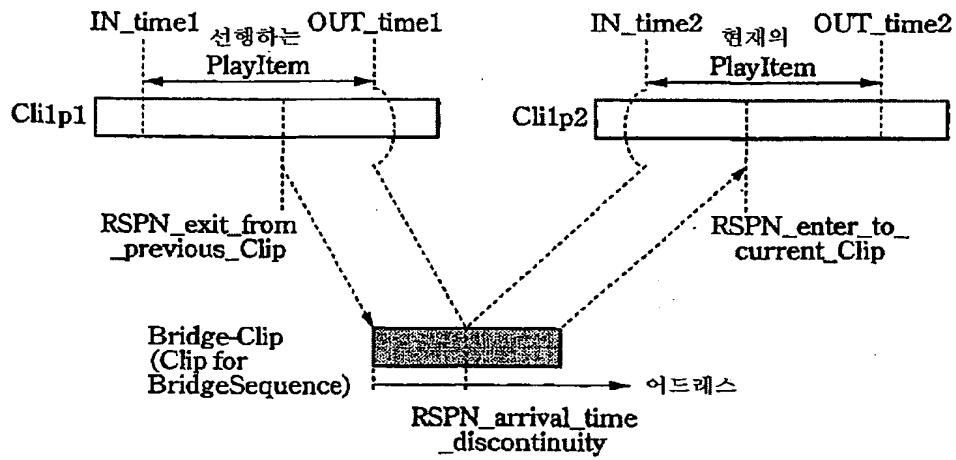 IN_time1
선행하는
OUT_time1
PlayItem
Cli1p1
IN_time2
현재의
OUT_time2
PlayItem
Cli1p2
RSPN_exit_from
_previous_Clip
RSPN_enter_to_
current_Clip
Bridge-Clip
(Clip for
BridgeSequence)
어드레스
RSPN_arrival_time
_discontinuity